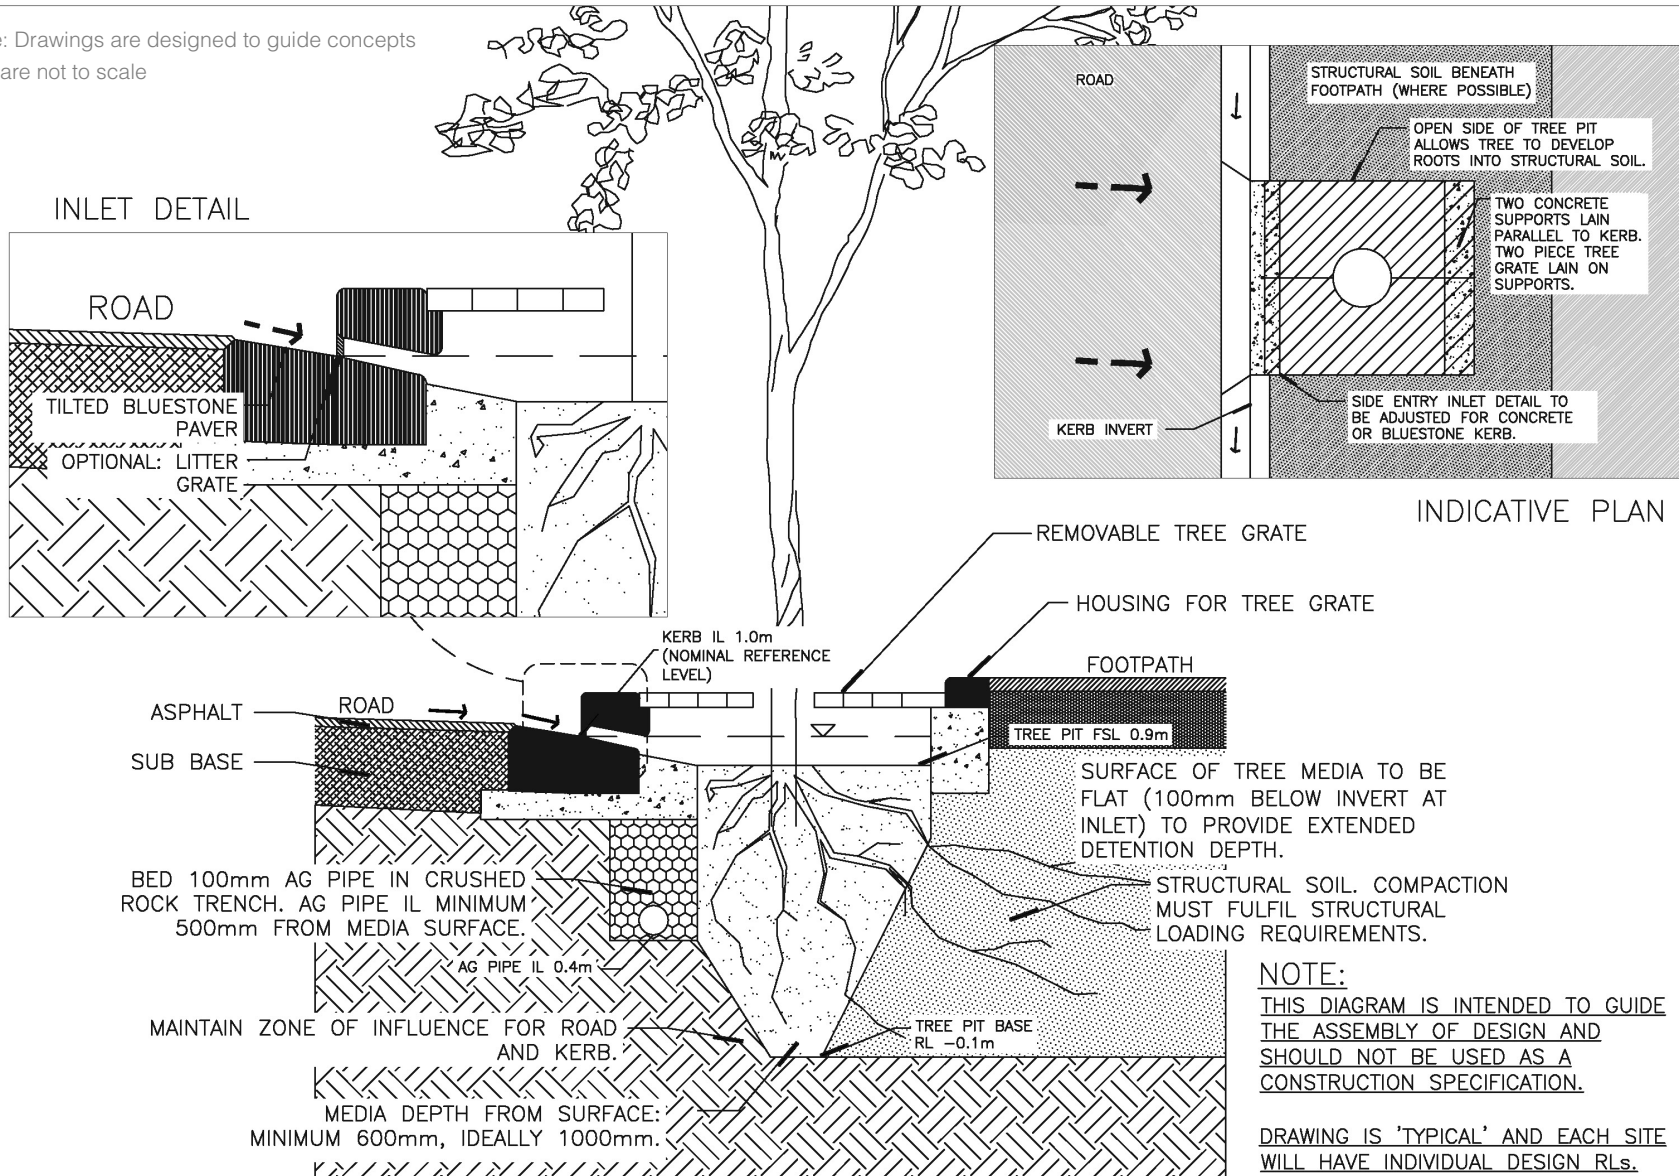 : Drawings are designed to guide concepts
are not to scale
INLET DETAIL
ROAD
TILTED BLUESTONE
PAVER
OPTIONAL: LITTER
GRATE
ROAD
STRUCTURAL SOIL BENEATH
FOOTPATH (WHERE POSSIBLE)
OPEN SIDE OF TREE PIT
ALLOWS TREE TO DEVELOP
ROOTS INTO STRUCTURAL SOIL.
TWO CONCRETE
SUPPORTS LAIN
PARALLEL TO KERB.
TWO PIECE TREE
GRATE LAIN ON
SUPPORTS.
SIDE ENTRY INLET DETAIL TO
BE ADJUSTED FOR CONCRETE
OR BLUESTONE KERB.
KERB INVERT
INDICATIVE PLAN
REMOVABLE TREE GRATE
HOUSING FOR TREE GRATE
KERB IL 1.0m
(NOMINAL REFERENCE
LEVEL)
FOOTPATH
ASPHALT
ROAD
SUB BASE
TREE PIT FSL 0.9m
SURFACE OF TREE MEDIA TO BE
FLAT (100mm BELOW INVERT AT
INLET) TO PROVIDE EXTENDED
DETENTION DEPTH.
BED 100mm AG PIPE IN CRUSHED
ROCK TRENCH. AG PIPE IL MINIMUM
500mm FROM MEDIA SURFACE.
STRUCTURAL SOIL. COMPACTION
MUST FULFIL STRUCTURAL
LOADING REQUIREMENTS.
AG PIPE IL 0.4m
MAINTAIN ZONE OF INFLUENCE FOR ROAD
AND KERB.
TREE PIT BASE
RL -0.1m
MEDIA DEPTH FROM SURFACE:
MINIMUM 600mm, IDEALLY 1000mm.
NOTE:
THIS DIAGRAM IS INTENDED TO GUIDE
THE ASSEMBLY OF DESIGN AND
SHOULD NOT BE USED AS A
CONSTRUCTION SPECIFICATION.
DRAWING IS 'TYPICAL' AND EACH SITE
WILL HAVE INDIVIDUAL DESIGN RLs.